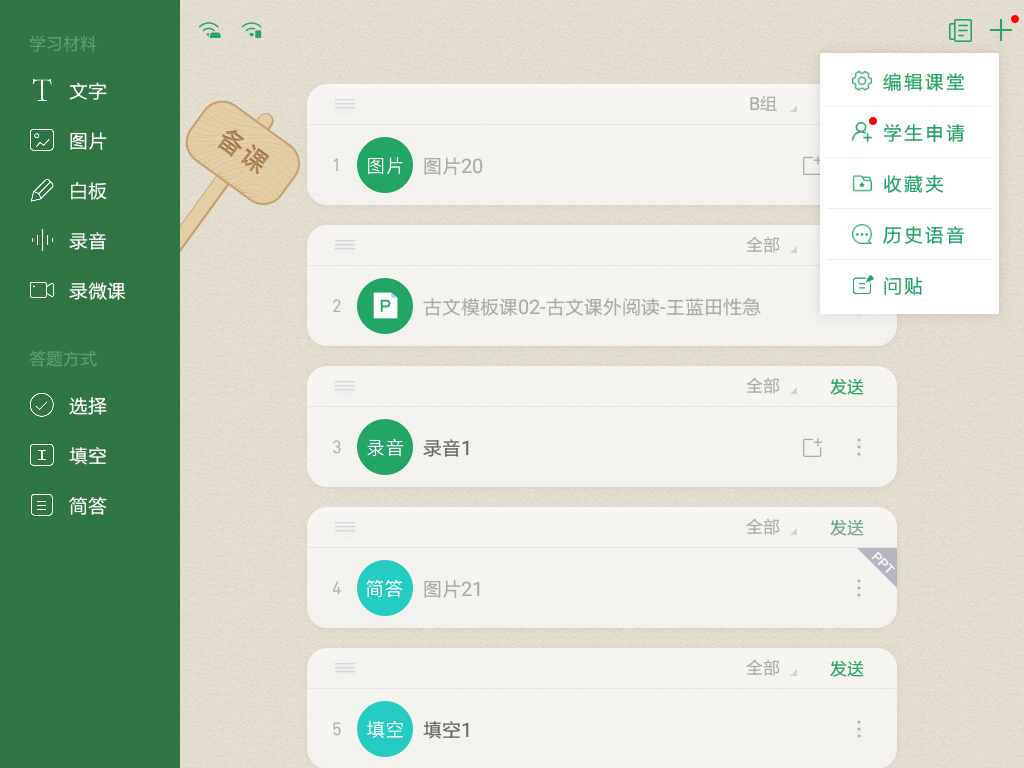 学习材料
文字
图片
白板
录音
录微课
答题方式
选择
填空
简答
备课
编辑课堂
学生申请
收藏夹
历史语音
问贴
B组
1 图片 图片20
全部
2 P 古文模板课02-古文课外阅读-王蓝田性急
全部 发送
3 录音 录音1
全部 发送
PPT
4 简答 图片21
全部 发送
5 填空 填空1